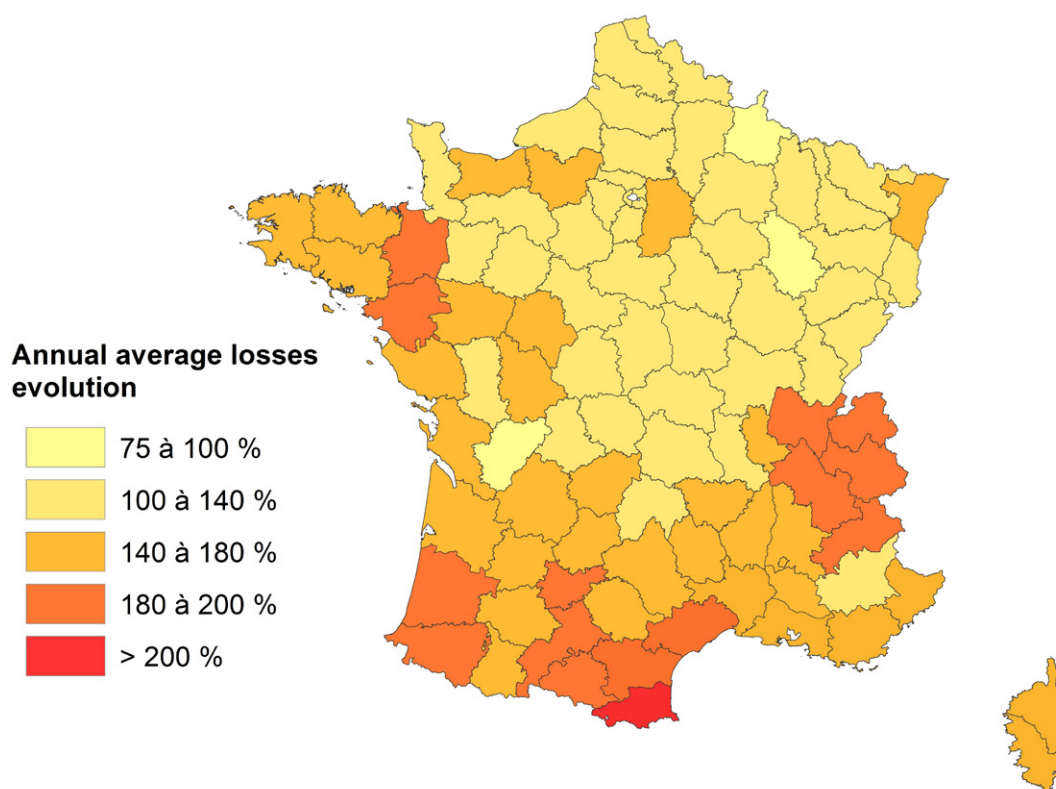 Annual average losses
evolution
75 à 100 %
100 à 140 %
140 à 180 %
180 à 200 %
> 200 %